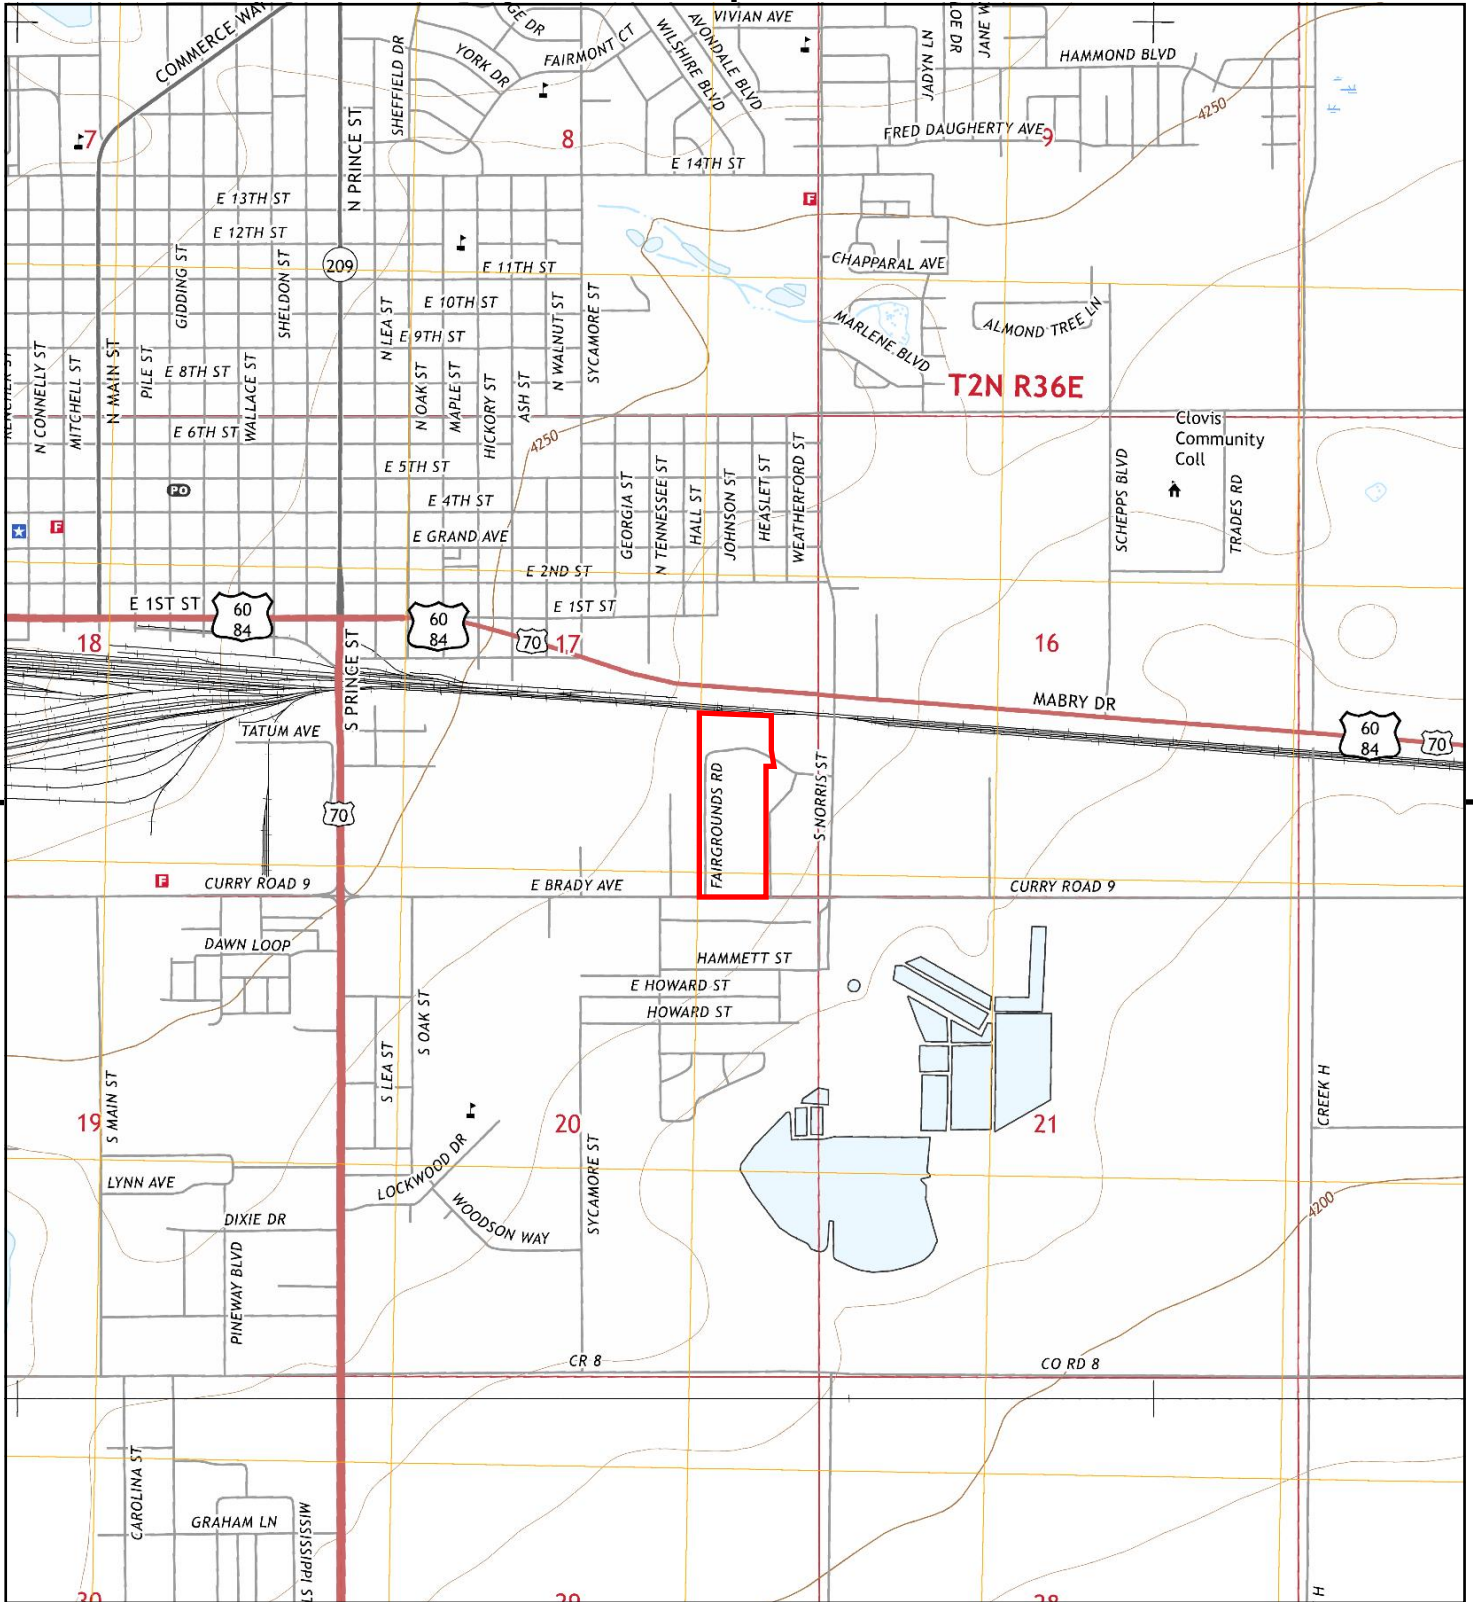 COMMERCE WAY
GE DR
VIVIAN AVE
YORK DR
FAIRMONT CT
WILSHIRE BLVD
AVONDALE BLVD
SHEFFIELD DR
JADYN LN
LOE DR
JANE W
HAMMOND BLVD
4250
7
8
9
FRED DAUGHERTY AVE
N PRINCE ST
E 14TH ST
E 13TH ST
F
E 12TH ST
209
E 11TH ST
CHAPPARAL AVE
GIDDING ST
SHELDON ST
E 10TH ST
N LEA ST
E 9TH ST
N WALNUT ST
SYCAMORE ST
MARLENE BLVD
ALMOND TREE LN
N CONNELLY ST
MITCHELL ST
N MAIN ST
PILE ST
E 8TH ST
WALLACE ST
N OAK ST
MAPLE ST
HICKORY ST
ASH ST
T2N R36E
E 6TH ST
4250
Clovis
Community
Coll
E 5TH ST
E 4TH ST
PO
E GRAND AVE
GEORGIA ST
N TENNESSEE ST
HALL ST
JOHNSON ST
HEASLET ST
WEATHERFORD ST
SCHEPPS BLVD
TRADES RD
F
E 2ND ST
E 1ST ST
E 1ST ST
60
84
60
84
70
17
18
16
S PRINCE ST
MABRY DR
60
84
70
TATUM AVE
FAIRGROUNDS RD
S NORRIS ST
70
F
CURRY ROAD 9
E BRADY AVE
CURRY ROAD 9
DAWN LOOP
HAMMETT ST
E HOWARD ST
HOWARD ST
S OAK ST
S LEA ST
S MAIN ST
CREEK H
19
20
21
LYNN AVE
LOCKWOOD DR
WOODSON WAY
SYCAMORE ST
DIXIE DR
PINEWAY BLVD
4200
CR 8
CO RD 8
CAROLINA ST
GRAHAM LN
MISSISSIPPI ST
H
30
29
28